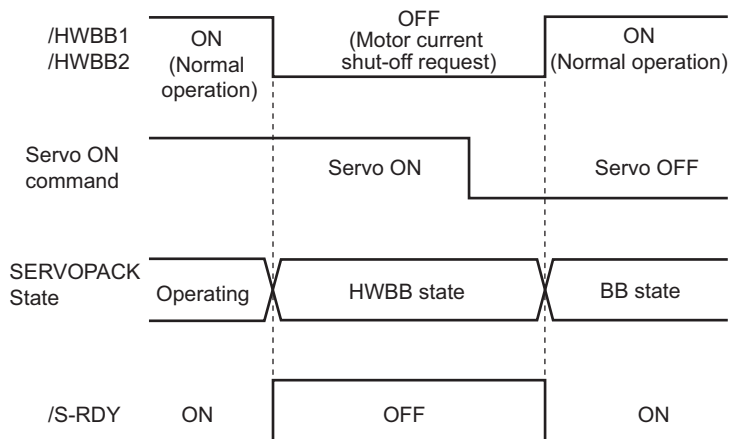 /HWBB1
/HWBB2
ON
(Normal
operation)
OFF
(Motor current
shut-off request)
ON
(Normal operation)
Servo ON
command
Servo ON
Servo OFF
SERVOPACK
State
Operating
HWBB state
BB state
/S-RDY
ON
OFF
ON